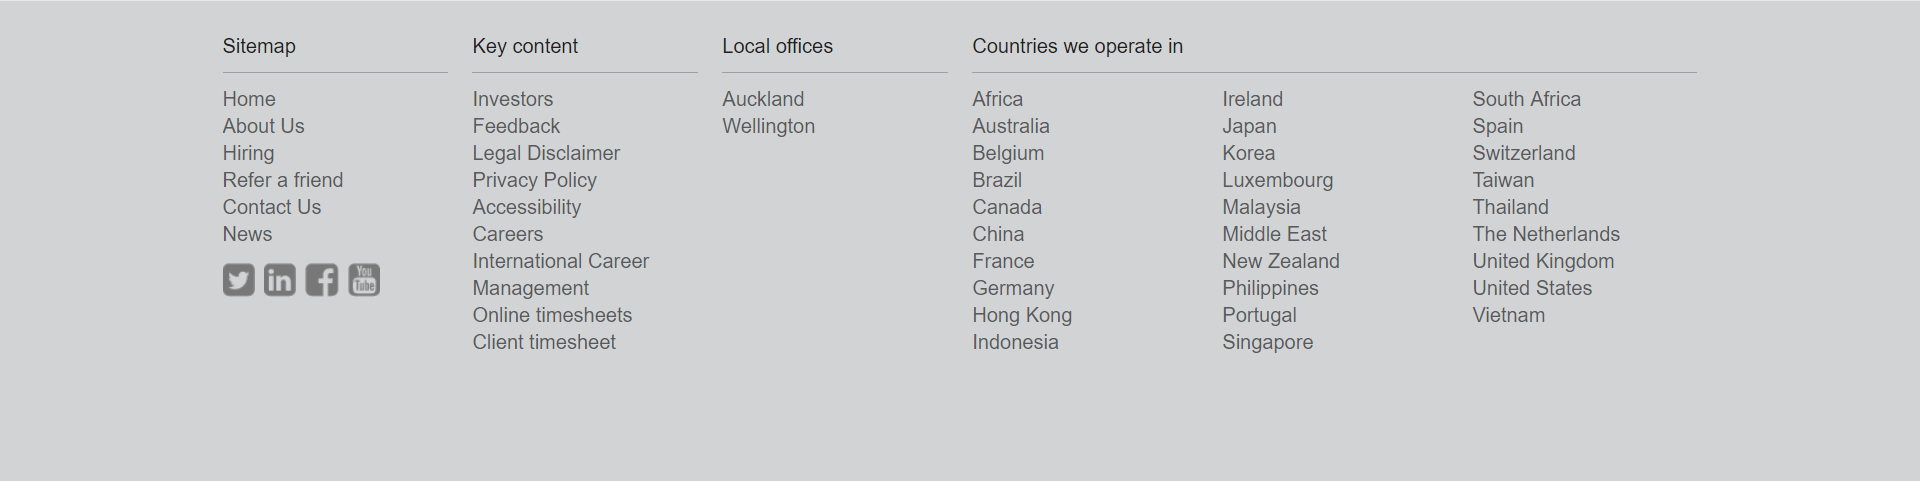 Sitemap
Home
About Us
Hiring
Refer a friend
Contact Us
News
in
f
You
Tube
Key content
Investors
Feedback
Legal Disclaimer
Privacy Policy
Accessibility
Careers
International Career
Management
Online timesheets
Client timesheet
Local offices
Auckland
Wellington
Countries we operate in
Africa
Australia
Belgium
Brazil
Canada
China
France
Germany
Hong Kong
Indonesia
Ireland
Japan
Korea
Luxembourg
Malaysia
Middle East
New Zealand
Philippines
Portugal
Singapore
South Africa
Spain
Switzerland
Taiwan
Thailand
The Netherlands
United Kingdom
United States
Vietnam